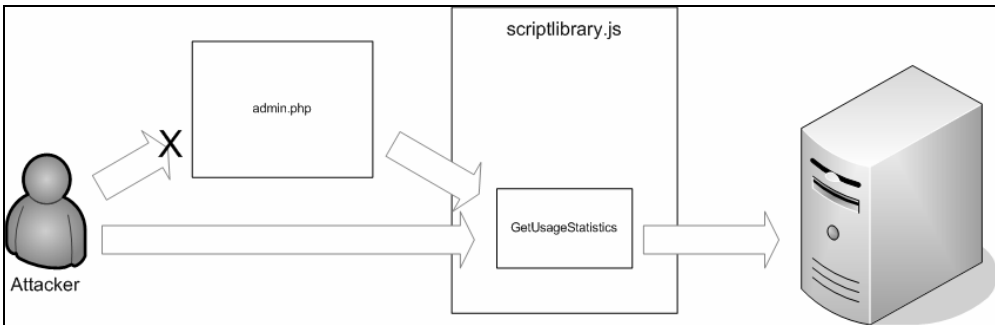 scriptlibrary.js
admin.php
X
GetUsageStatistics
Attacker